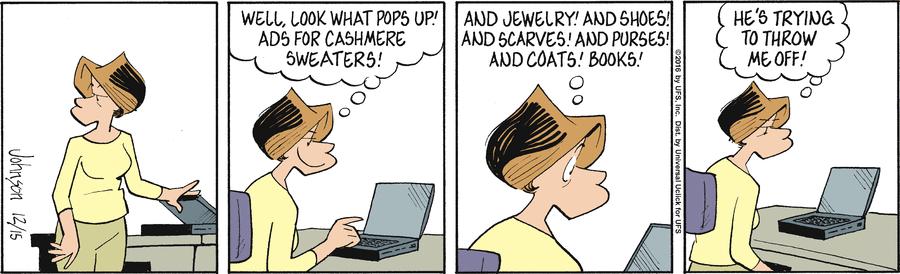 WELL, LOOK WHAT POPS UP!
ADS FOR CASHMERE
SWEATERS!
AND JEWELRY! AND SHOES!
AND SCARVES! AND PURSES!
AND COATS! BOOKS!
HE'S TRYING
TO THROW
ME OFF!
Johnson 12/15
©2016 by UFS, Inc. Dist. by Universal Uclick for UFS